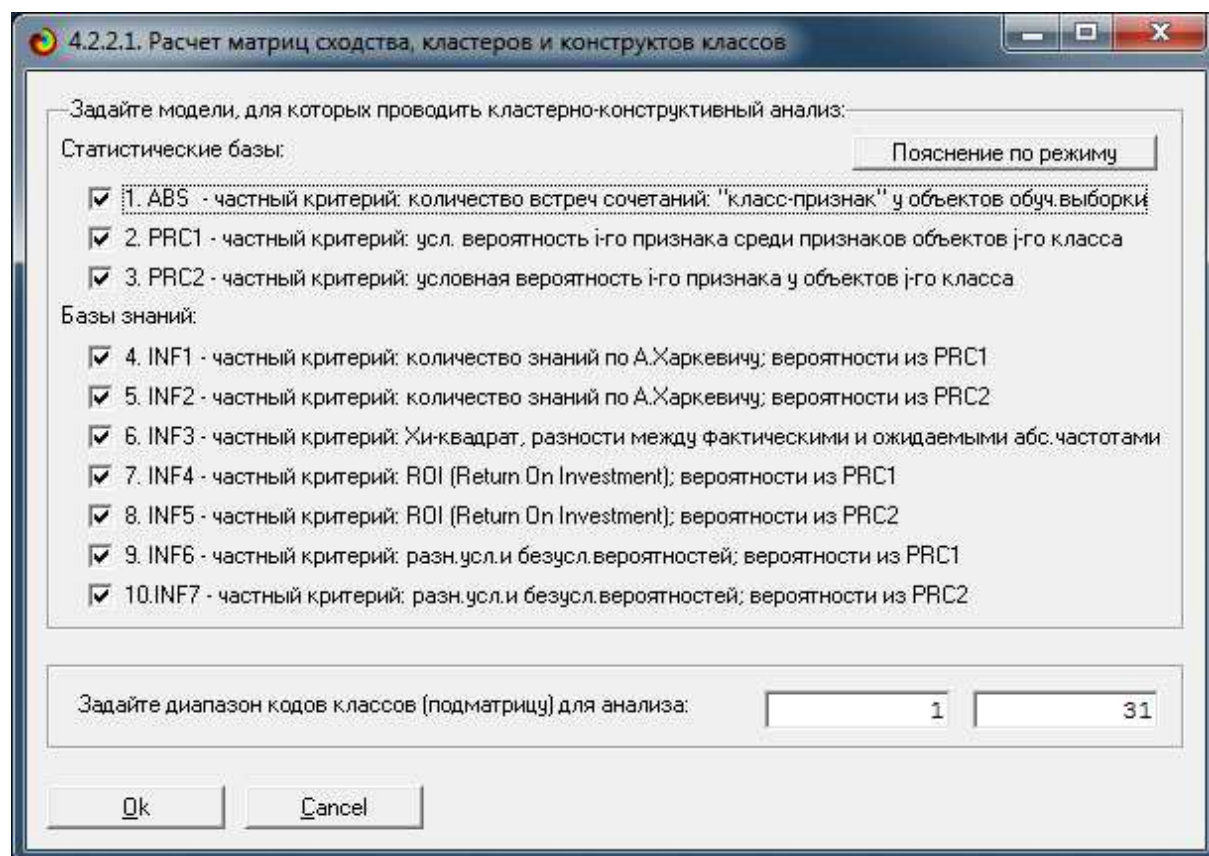 4.2.2.1. Расчет матриц сходства, кластеров и конструктов классов
Задайте модели, для которых проводить кластерно-конструктивный анализ:
Статистические базы:
Пояснение по режиму
1. ABS - частный критерий: количество встреч сочетаний: "класс-признак" у объектов обуч.выборки
2. PRC1 - частный критерий: усл. вероятность i-го признака среди признаков объектов j-го класса
3. PRC2 - частный критерий: условная вероятность i-го признака у объектов j-го класса
Базы знаний:
4. INF1 - частный критерий: количество знаний по А.Харкевичу; вероятности из PRC1
5. INF2 - частный критерий: количество знаний по А.Харкевичу; вероятности из PRC2
6. INF3 - частный критерий: Хи-квадрат, разности между фактическими и ожидаемыми абс.частотами
7. INF4 - частный критерий: ROI (Return On Investment); вероятности из PRC1
8. INF5 - частный критерий: ROI (Return On Investment); вероятности из PRC2
9. INF6 - частный критерий: разн.усл.и безусл.вероятностей; вероятности из PRC1
10.INF7 - частный критерий: разн.усл.и безусл.вероятностей; вероятности из PRC2
Задайте диапазон кодов классов (подматрицу) для анализа: 1 31
Ok Cancel